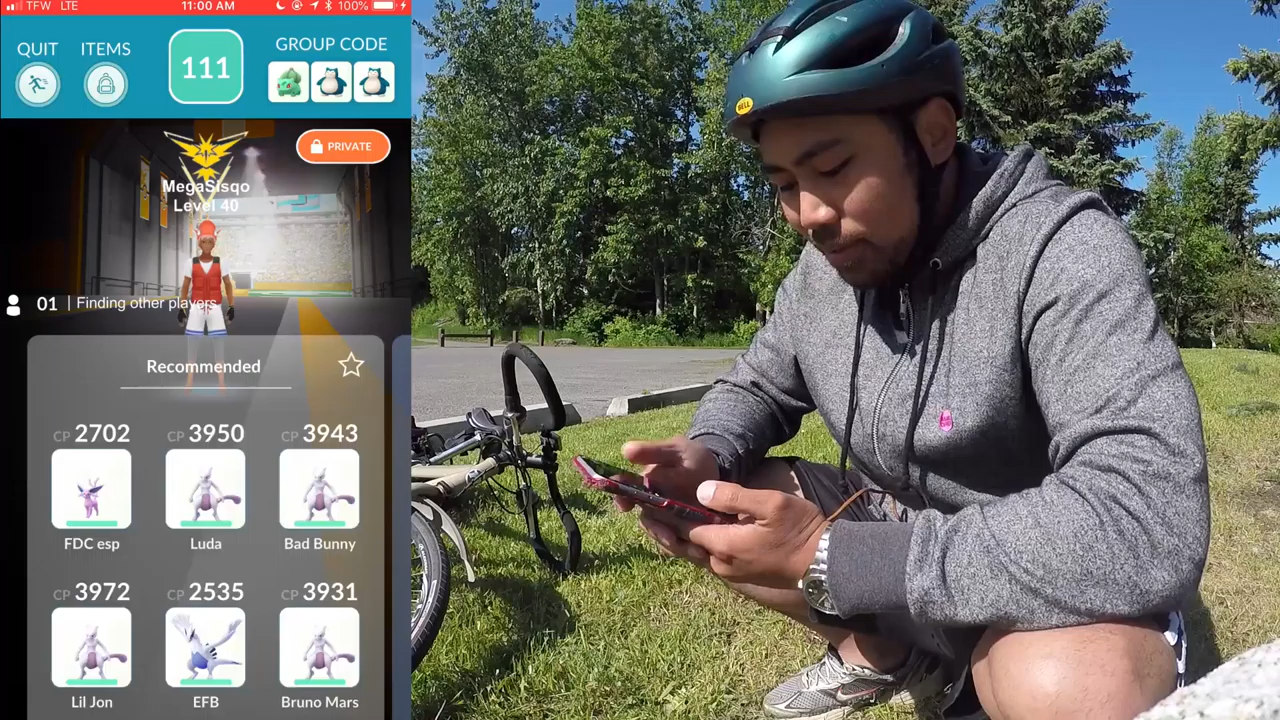 TFW LTE 11:00 AM 100%
QUIT ITEMS 111 GROUP CODE
PRIVATE
MegaSisqo
Level 40
01 | Finding other players
Recommended
CP 2702 CP 3950 CP 3943
FDC esp Luda Bad Bunny
CP 3972 CP 2535 CP 3931
Lil Jon EFB Bruno Mars
BELL